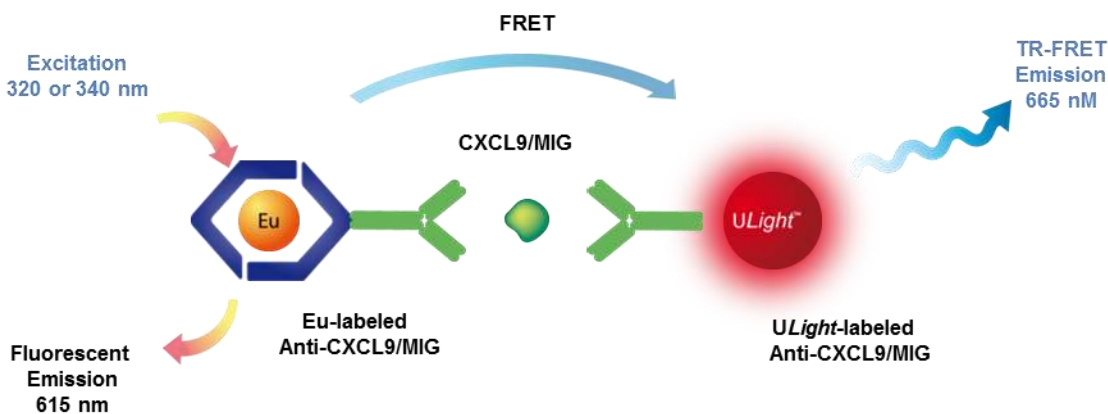 FRET
Excitation
320 or 340 nm
TR-FRET
Emission
665 nM
CXCL9/MIG
Eu
ULight™
Eu-labeled
Anti-CXCL9/MIG
ULight-labeled
Anti-CXCL9/MIG
Fluorescent
Emission
615 nm